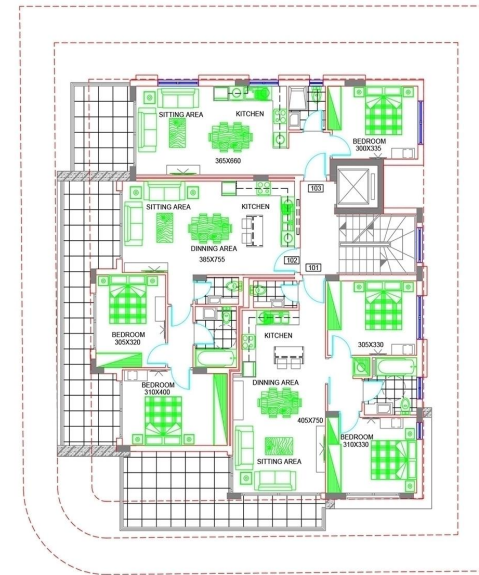 SITTING AREA
KITCHEN
365X660
BEDROOM
300X335
103
SITTING AREA
KITCHEN
DINNING AREA
385X755
102
101
BEDROOM
305X320
KITCHEN
305X330
BEDROOM
310X400
DINNING AREA
405X750
BEDROOM
310X330
SITTING AREA